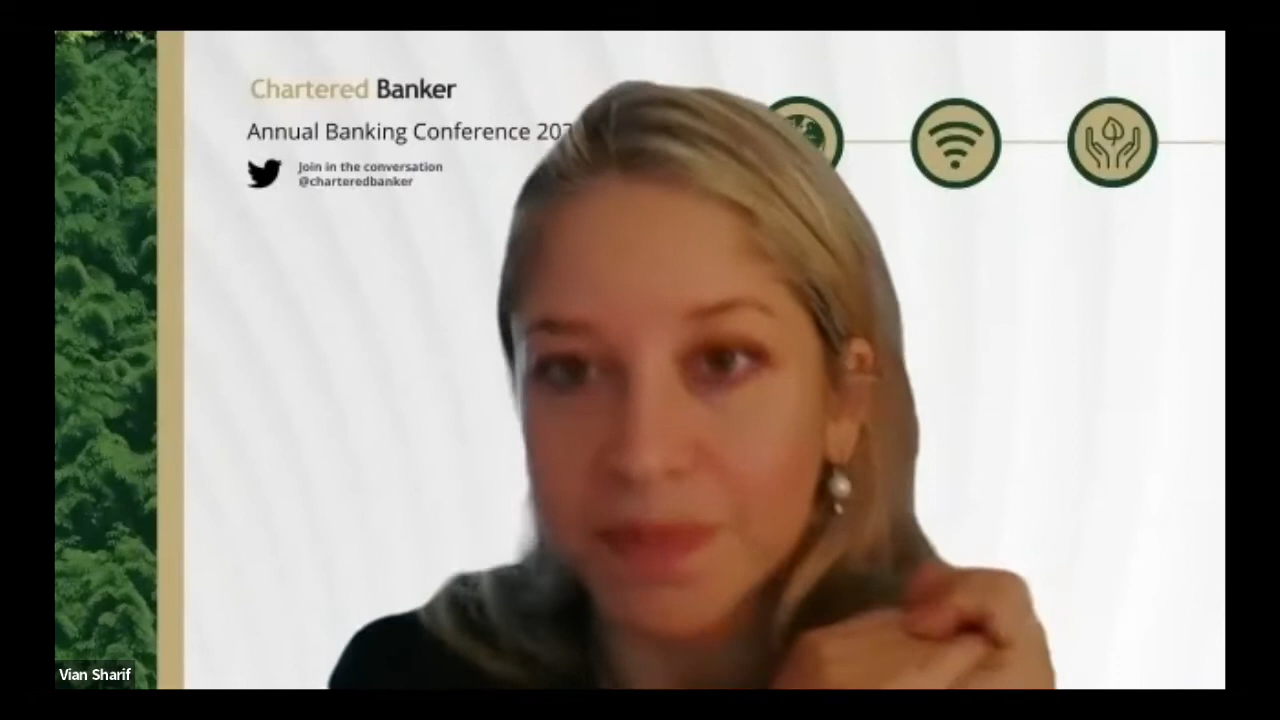 Chartered Banker
Annual Banking Conference
Join in the conversation
@charteredbanker
Vian Sharif